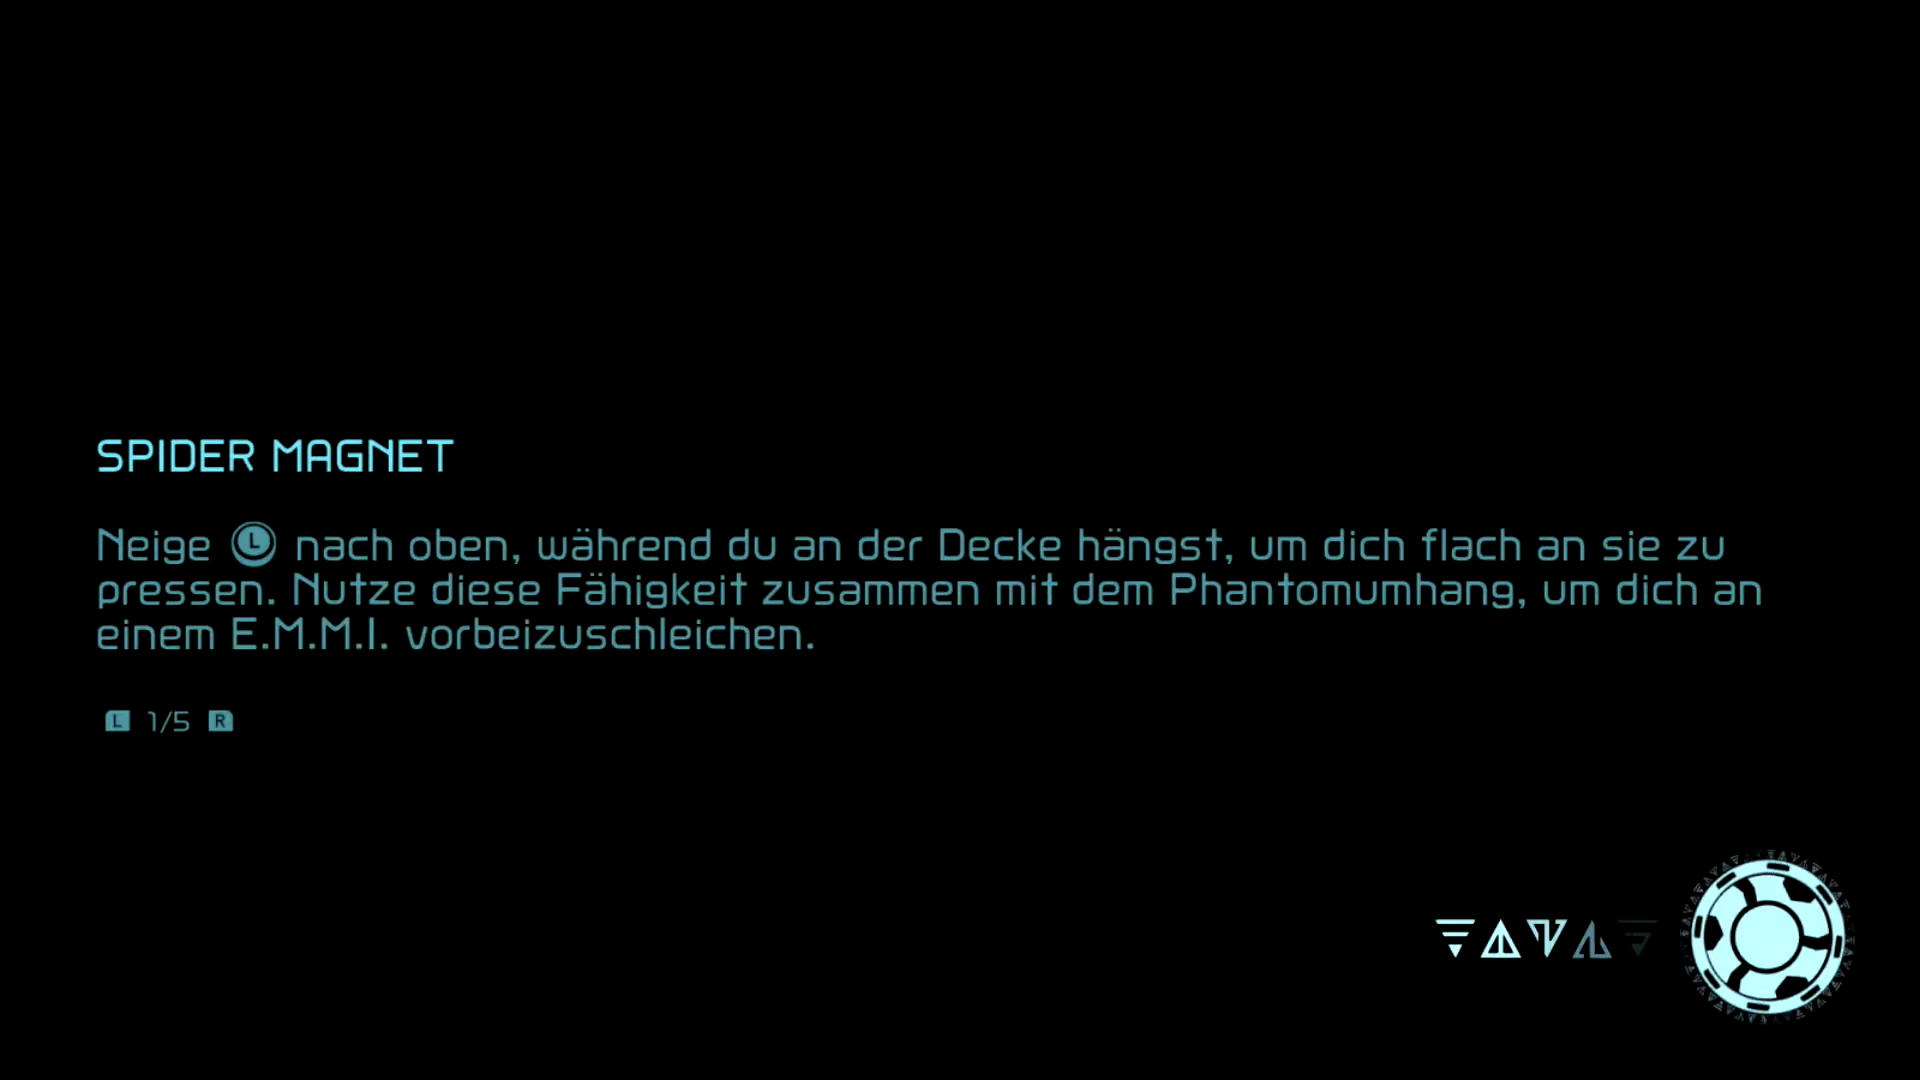 SPIDER MAGNET
Neige L nach oben, während du an der Decke hängst, um dich flach an sie zu
pressen. Nutze diese Fähigkeit zusammen mit dem Phantomumhang, um dich an
einem E.M.M.I. vorbeizuschleichen.
L 1/5 R